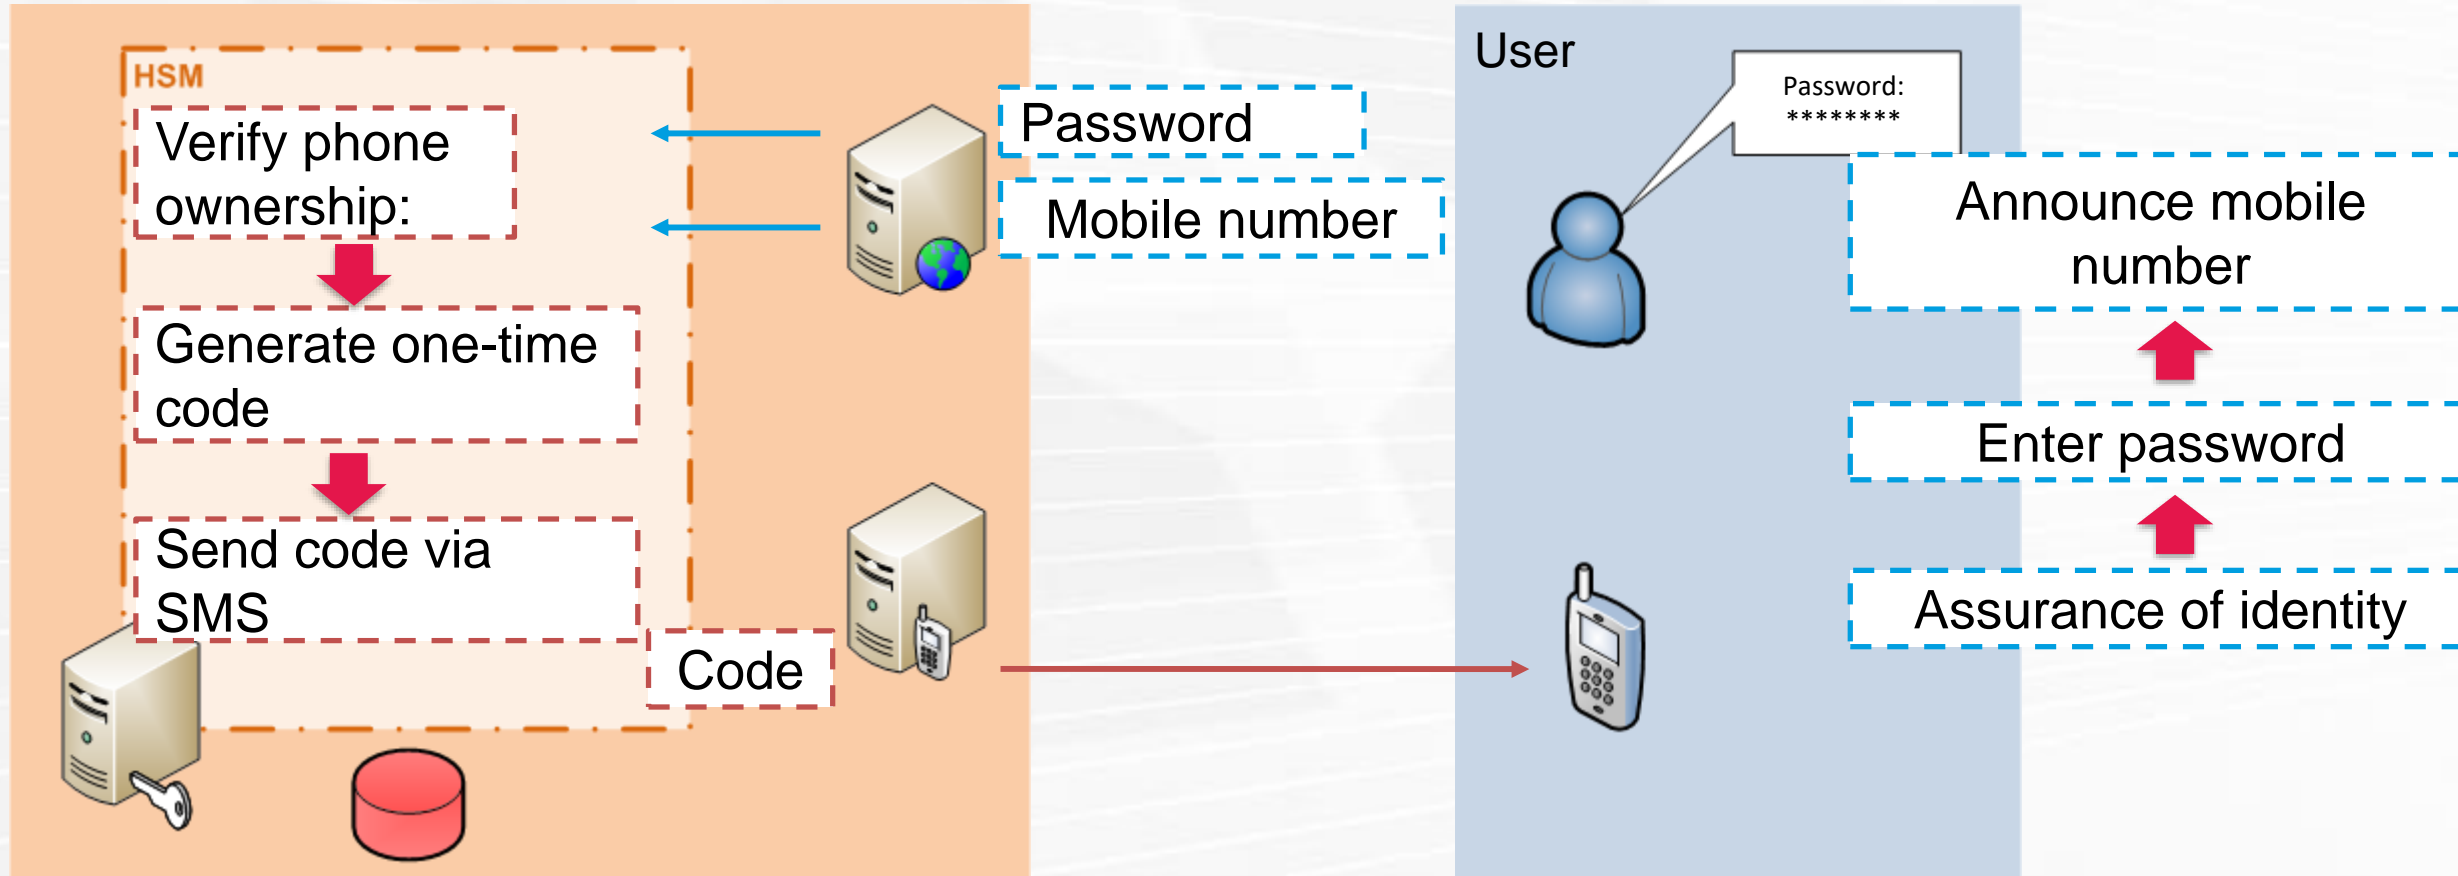 HSM
Verify phone
ownership:
Generate one-time
code
Send code via
SMS
Code
Password
Mobile number
User
Password:
********
Announce mobile
number
Enter password
Assurance of identity